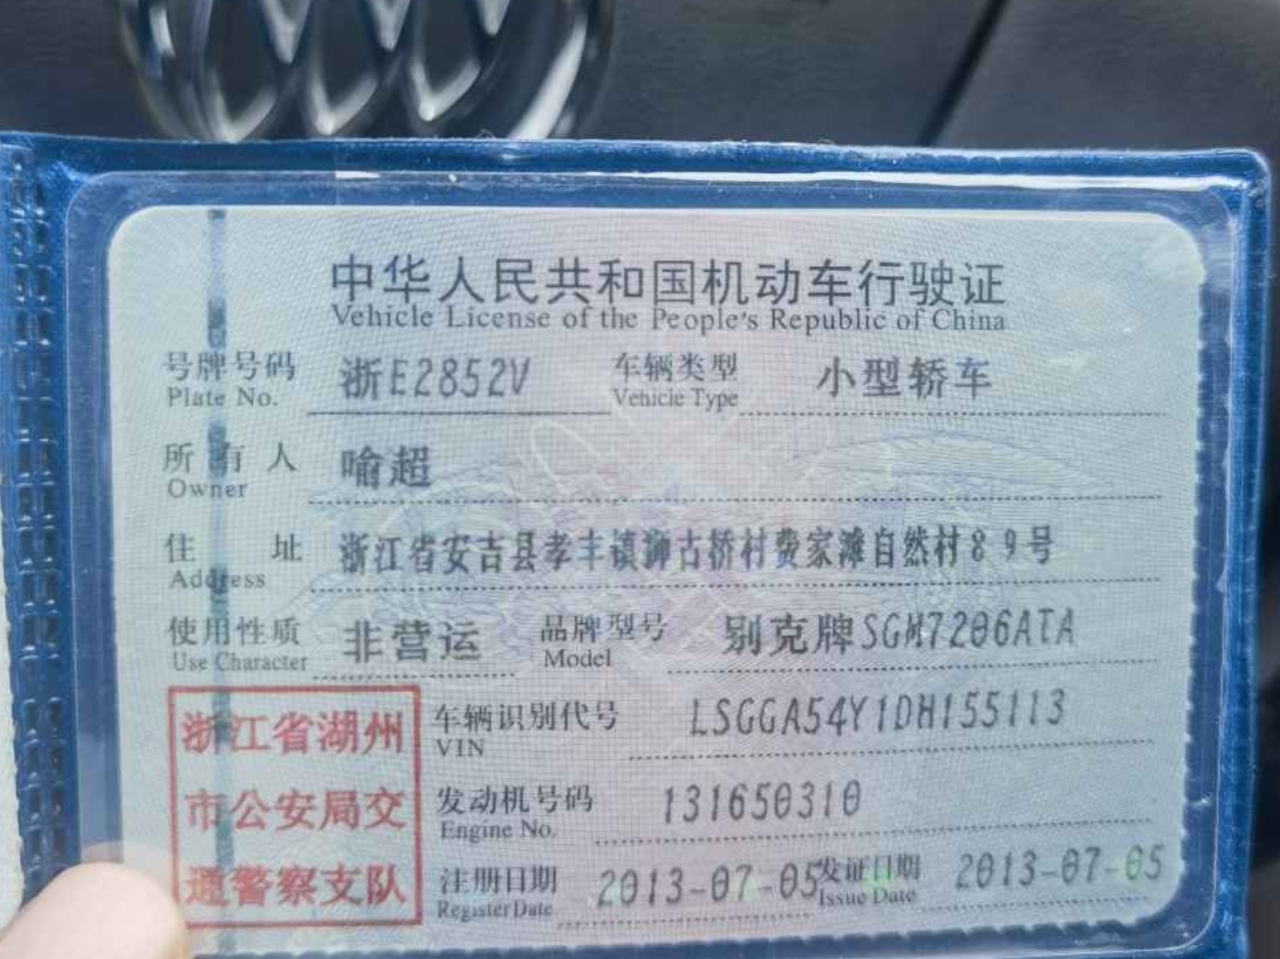 中华人民共和国机动车行驶证
Vehicle License of the People's Republic of China
号牌号码 浙E2852V 车辆类型 小型轿车
Plate No. Vehicle Type
所有人 喻超
Owner
住址 浙江省安吉县孝丰镇狮古桥村费家滩自然村89号
Address
使用性质 非营运 品牌型号 别克牌SGM7206ATA
Use Character Model
浙江省湖州
市公安局交
通警察支队
车辆识别代号 LSGGA54Y1DH155113
VIN
发动机号码 131650310
Engine No.
注册日期 2013-07-05 发证日期 2013-07-05
Register Date Issue Date